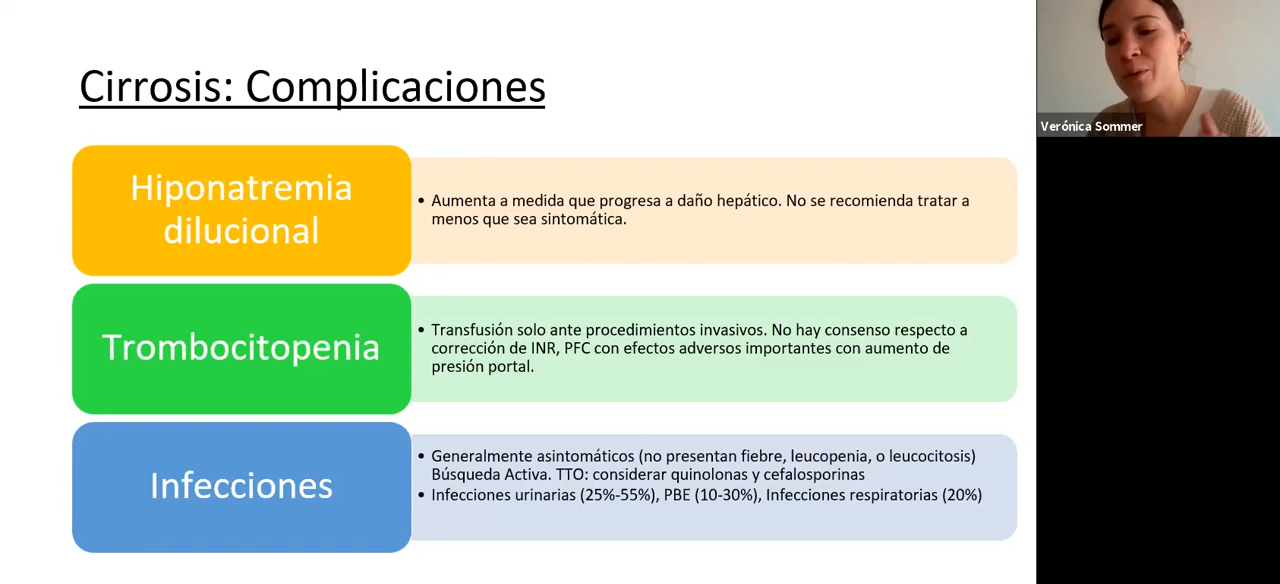 Cirrosis: Complicaciones
Verónica Sommer
Hiponatremia
dilucional
• Aumenta a medida que progresa a daño hepático. No se recomienda tratar a
menos que sea sintomática.
Trombocitopenia
• Transfusión solo ante procedimientos invasivos. No hay consenso respecto a
corrección de INR, PFC con efectos adversos importantes con aumento de
presión portal.
Infecciones
• Generalmente asintomáticos (no presentan fiebre, leucopenia, o leucocitosis)
Búsqueda Activa. TTO: considerar quinolonas y cefalosporinas
• Infecciones urinarias (25%-55%), PBE (10-30%), Infecciones respiratorias (20%)